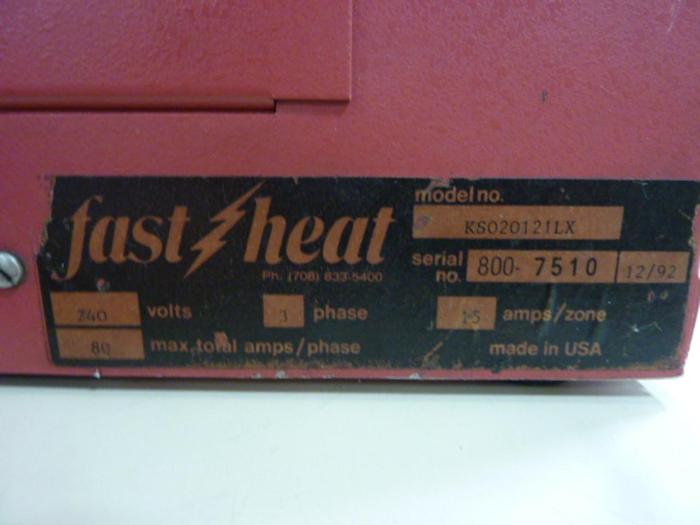 fast heat
Ph. (708) 833-5400
model no.
KS020121LX
serial no. 800- 7510 12/92
240 volts 3 phase 15 amps/zone
80 max total amps/phase made in USA